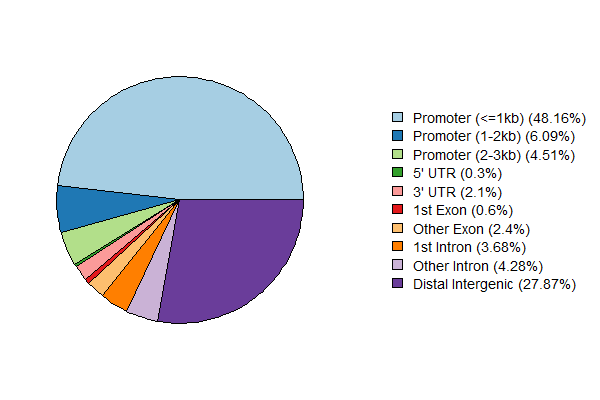 Promoter (<=1kb) (48.16%)
Promoter (1-2kb) (6.09%)
Promoter (2-3kb) (4.51%)
5' UTR (0.3%)
3' UTR (2.1%)
1st Exon (0.6%)
Other Exon (2.4%)
1st Intron (3.68%)
Other Intron (4.28%)
Distal Intergenic (27.87%)